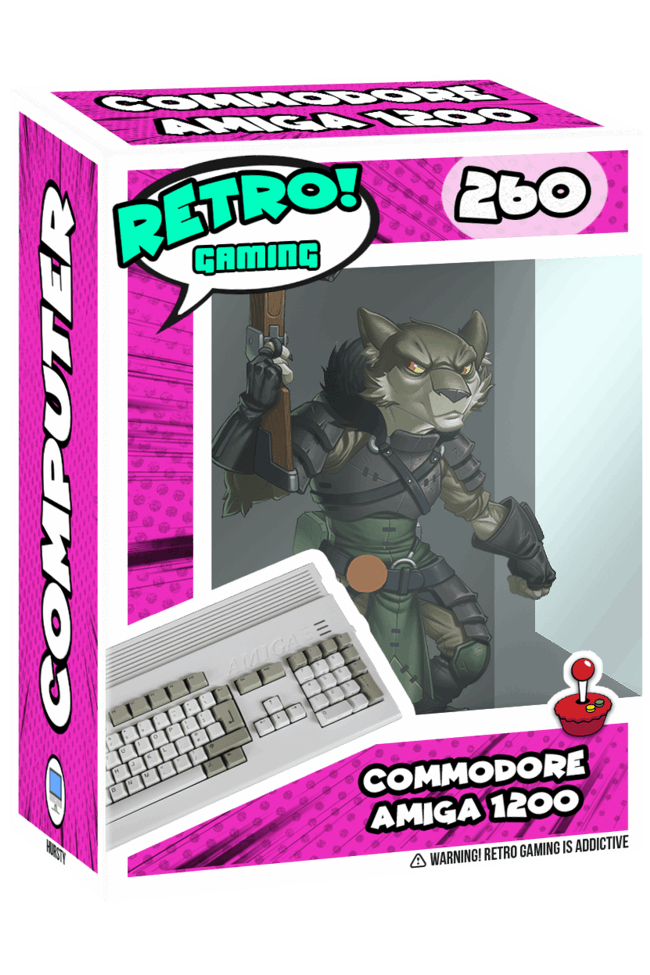 COMMODORE
AMIGA 1200
RETRO!
GAMING
260
COMPUTER
AMIGA
COMMODORE
AMIGA 1200
WARNING! RETRO GAMING IS ADDICTIVE
HURSTY